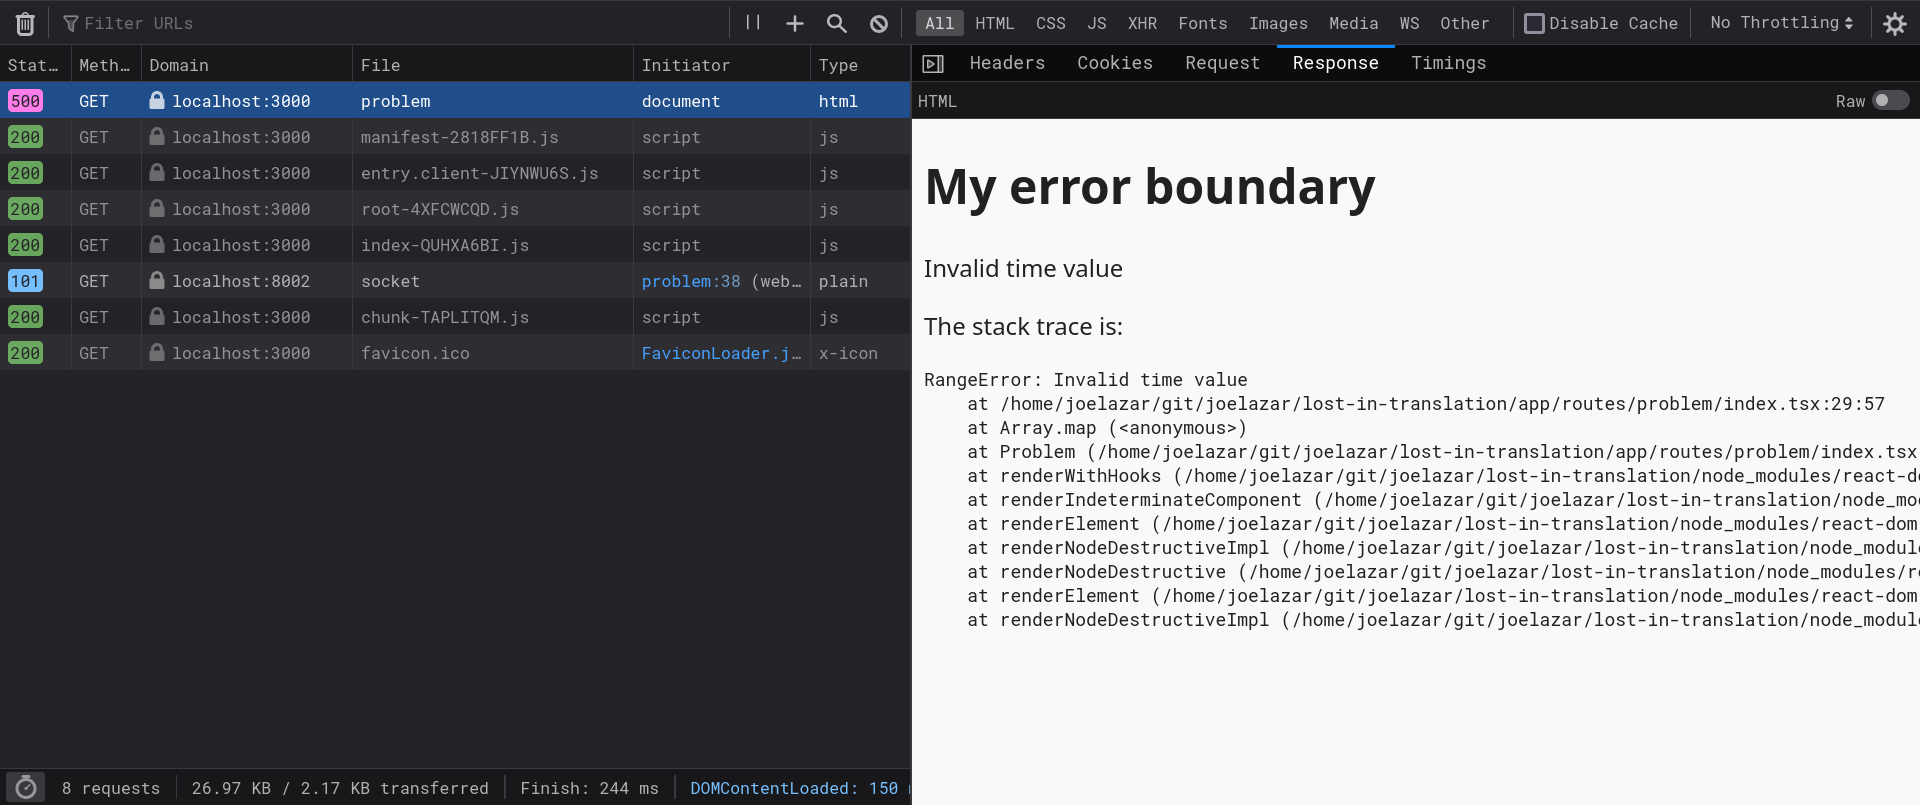 Filter URLs
All HTML CSS JS XHR Fonts Images Media WS Other Disable Cache No Throttling
Stat… Meth… Domain File Initiator Type
500 GET localhost:3000 problem document html
200 GET localhost:3000 manifest-2818FF1B.js script js
200 GET localhost:3000 entry.client-JIYNWU6S.js script js
200 GET localhost:3000 root-4XFCWCQD.js script js
200 GET localhost:3000 index-QUHXA6BI.js script js
101 GET localhost:8002 socket problem:38 (web… plain
200 GET localhost:3000 chunk-TAPLITQM.js script js
200 GET localhost:3000 favicon.ico FaviconLoader.j… x-icon
8 requests 26.97 KB / 2.17 KB transferred Finish: 244 ms DOMContentLoaded: 150
Headers Cookies Request Response Timings
HTML Raw
My error boundary
Invalid time value
The stack trace is:
RangeError: Invalid time value
at /home/joelazar/git/joelazar/lost-in-translation/app/routes/problem/index.tsx:29:57
at Array.map (<anonymous>)
at Problem (/home/joelazar/git/joelazar/lost-in-translation/app/routes/problem/index.tsx
at renderWithHooks (/home/joelazar/git/joelazar/lost-in-translation/node_modules/react-d
at renderIndeterminateComponent (/home/joelazar/git/joelazar/lost-in-translation/node_mo
at renderElement (/home/joelazar/git/joelazar/lost-in-translation/node_modules/react-dom
at renderNodeDestructiveImpl (/home/joelazar/git/joelazar/lost-in-translation/node_modul
at renderNodeDestructive (/home/joelazar/git/joelazar/lost-in-translation/node_modules/r
at renderElement (/home/joelazar/git/joelazar/lost-in-translation/node_modules/react-dom
at renderNodeDestructiveImpl (/home/joelazar/git/joelazar/lost-in-translation/node_modul